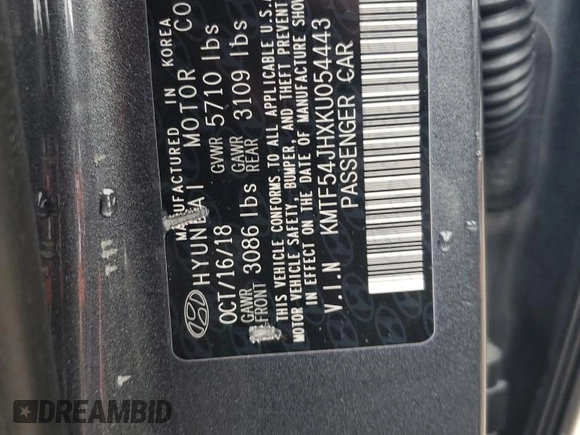 MANUFACTURED IN KOREA
HYUNDAI MOTOR CO
OCT/16/18 GVWR 5710 lbs
GAWR FRONT 3086 lbs GAWR REAR 3109 lbs
THIS VEHICLE CONFORMS TO ALL APPLICABLE U.S.A
MOTOR VEHICLE SAFETY, BUMPER, AND THEFT PREVENTI
IN EFFECT ON THE DATE OF MANUFACTURE SHOW
V.I.N KMTF54JHXKU054443
PASSENGER CAR
DREAMBID